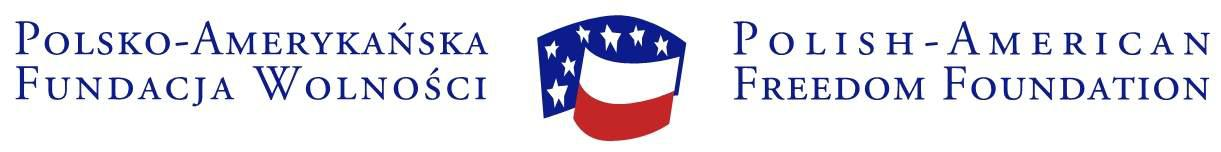 Polsko-Amerykańska
Fundacja Wolności
Polish-American
Freedom Foundation